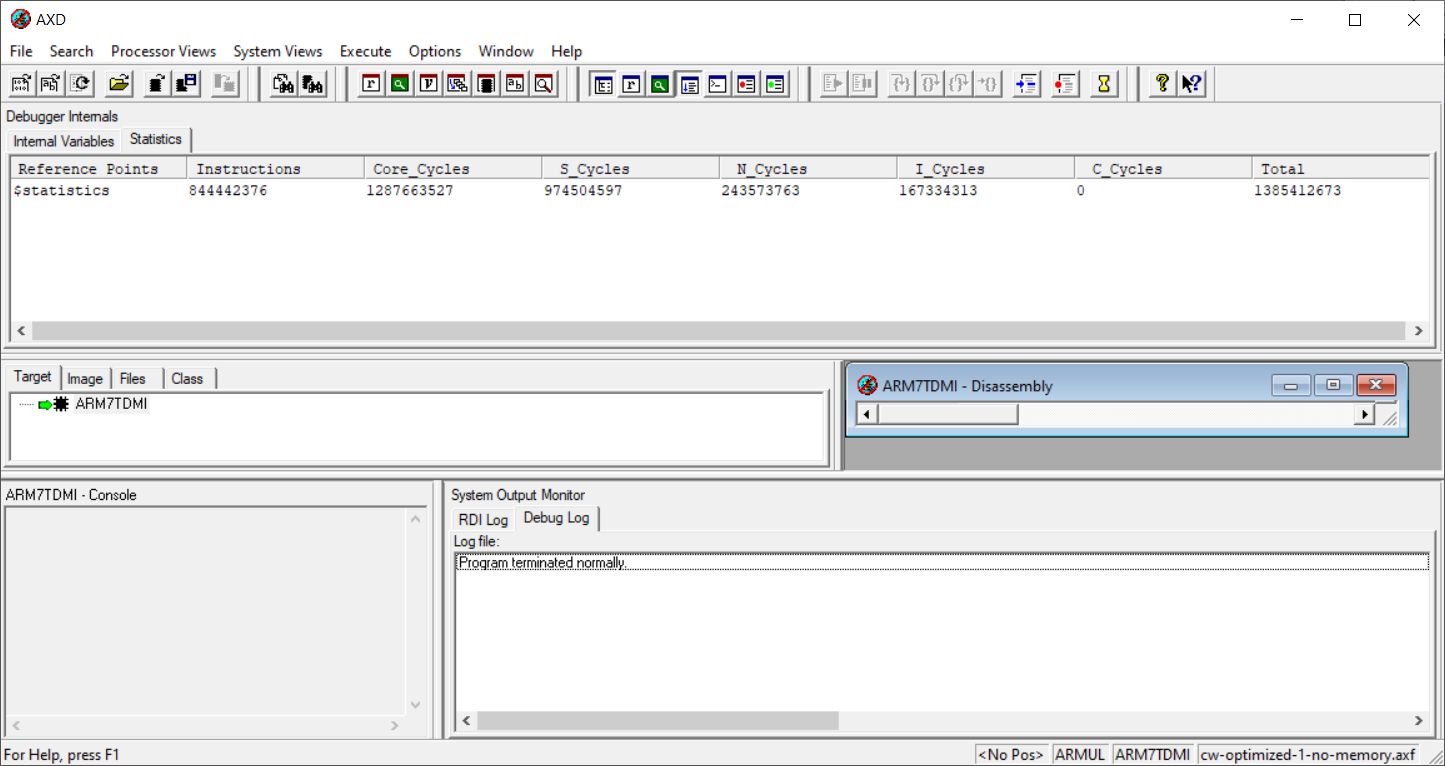 AXD
File Search Processor Views System Views Execute Options Window Help
Debugger Internals
Internal Variables Statistics
Reference Points Instructions Core_Cycles S_Cycles N_Cycles I_Cycles C_Cycles Total
$statistics 844442376 1287663527 974504597 243573763 167334313 0 1385412673
Target Image Files Class
ARM7TDMI
ARM7TDMI - Disassembly
ARM7TDMI - Console
System Output Monitor
RDI Log Debug Log
Log file:
Program terminated normally.
For Help, press F1 <No Pos> ARMUL ARM7TDMI cw-optimized-1-no-memory.axf